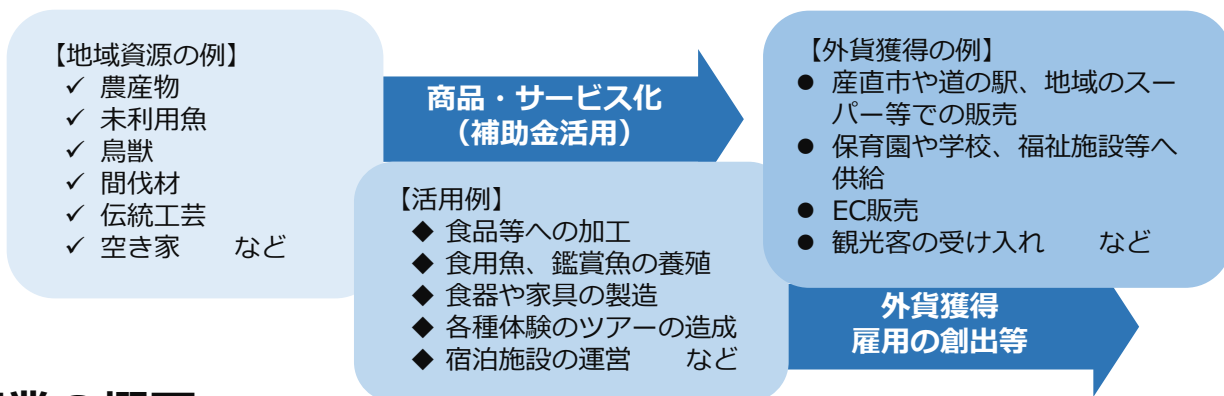 【地域資源の例】
✓ 農産物
✓ 未利用魚
✓ 鳥獣
✓ 間伐材
✓ 伝統工芸
✓ 空き家　など
商品・サービス化
（補助金活用）
【活用例】
◆ 食品等への加工
◆ 食用魚、鑑賞魚の養殖
◆ 食器や家具の製造
◆ 各種体験のツアーの造成
◆ 宿泊施設の運営　など
【外貨獲得の例】
● 産直市や道の駅、地域のスー
パー等での販売
● 保育園や学校、福祉施設等へ
供給
● EC販売
● 観光客の受け入れ　など
外貨獲得
雇用の創出等